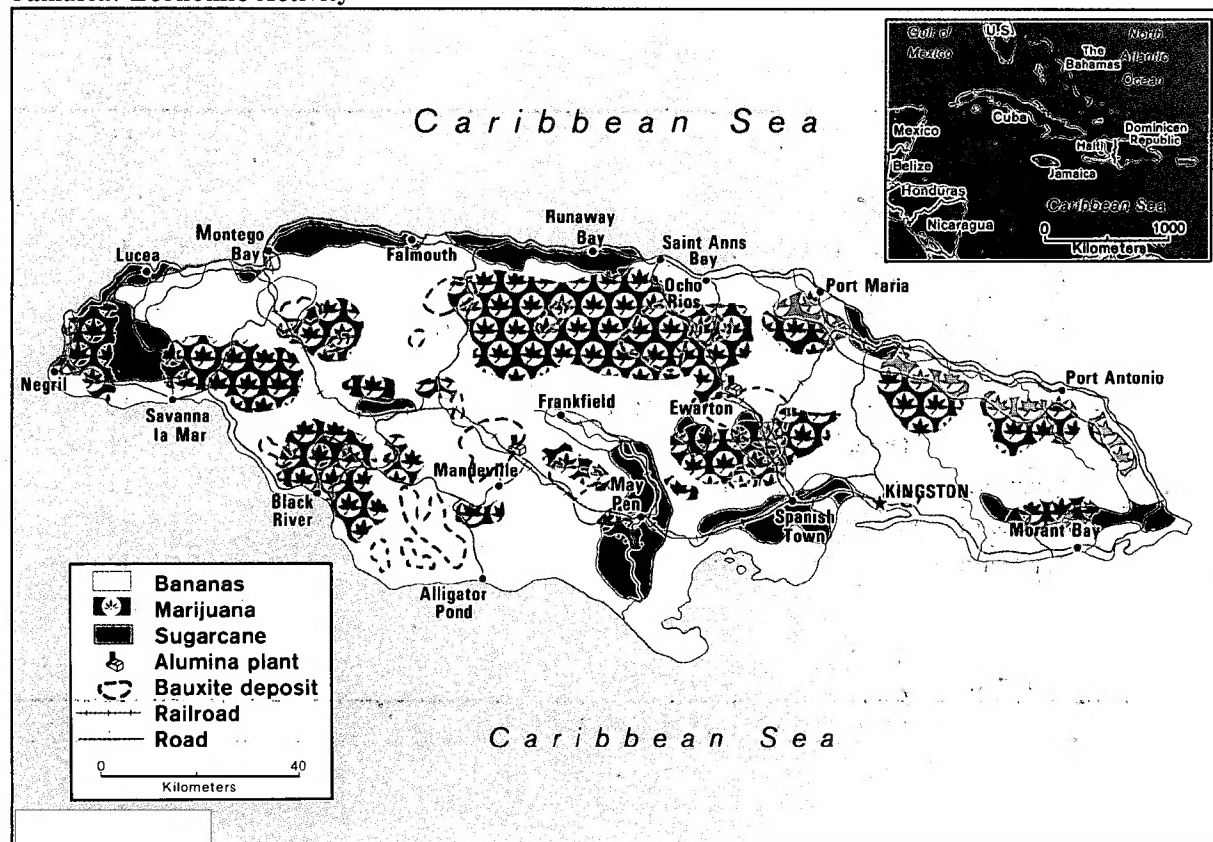 Caribbean Sea
Gulf of
Mexico
U.S.
North
Atlantic
Ocean
The
Bahamas
Cuba
Mexico
Belize
Honduras
Nicaragua
Haiti
Dominican
Republic
Jamaica
Caribbean Sea
0 1000
Kilometers
Lucea
Montego
Bay
Falmouth
Runaway
Bay
Saint Anns
Bay
Ocho
Rios
Port Maria
Port Antonio
Negril
Savanna
la Mar
Frankfield
Ewarton
Mandeville
Black
River
May
Pen
Spanish
Town
KINGSTON
Morant Bay
Alligator
Pond
Bananas
Marijuana
Sugarcane
Alumina plant
Bauxite deposit
Railroad
Road
0 40
Kilometers
Caribbean Sea